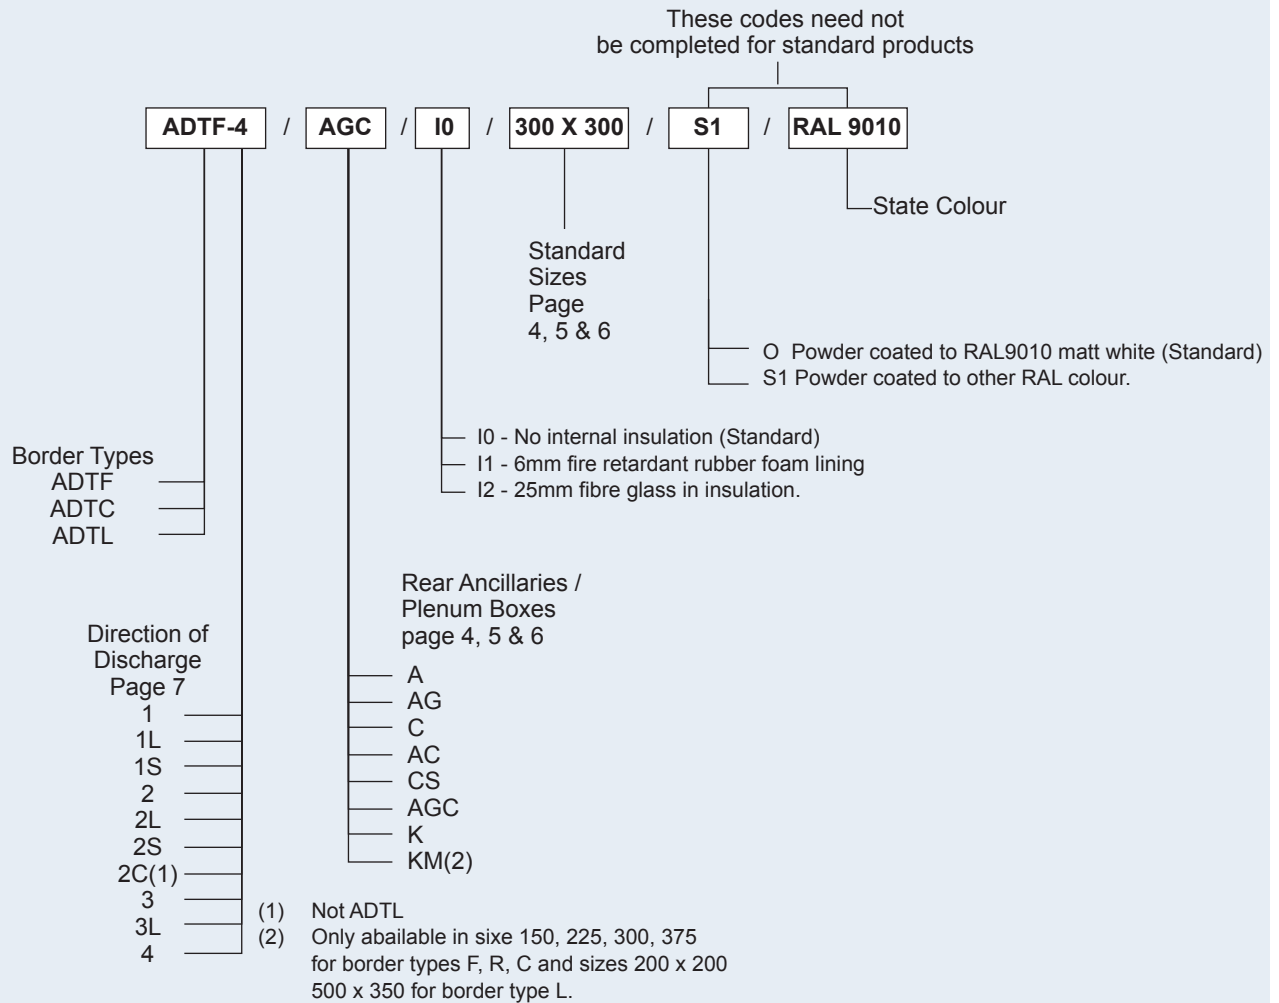 These codes need not
be completed for standard products
ADTF-4 / AGC / I0 / 300 X 300 / S1 / RAL 9010
State Colour
Standard
Sizes
Page
4, 5 & 6
O Powder coated to RAL9010 matt white (Standard)
S1 Powder coated to other RAL colour.
I0 - No internal insulation (Standard)
I1 - 6mm fire retardant rubber foam lining
I2 - 25mm fibre glass in insulation.
Border Types
ADTF
ADTC
ADTL
Rear Ancillaries /
Plenum Boxes
page 4, 5 & 6
A
AG
C
AC
CS
AGC
K
KM(2)
Direction of
Discharge
Page 7
1
1L
1S
2
2L
2S
2C(1)
3
3L
4
(1) Not ADTL
(2) Only abailable in sixe 150, 225, 300, 375
for border types F, R, C and sizes 200 x 200
500 x 350 for border type L.